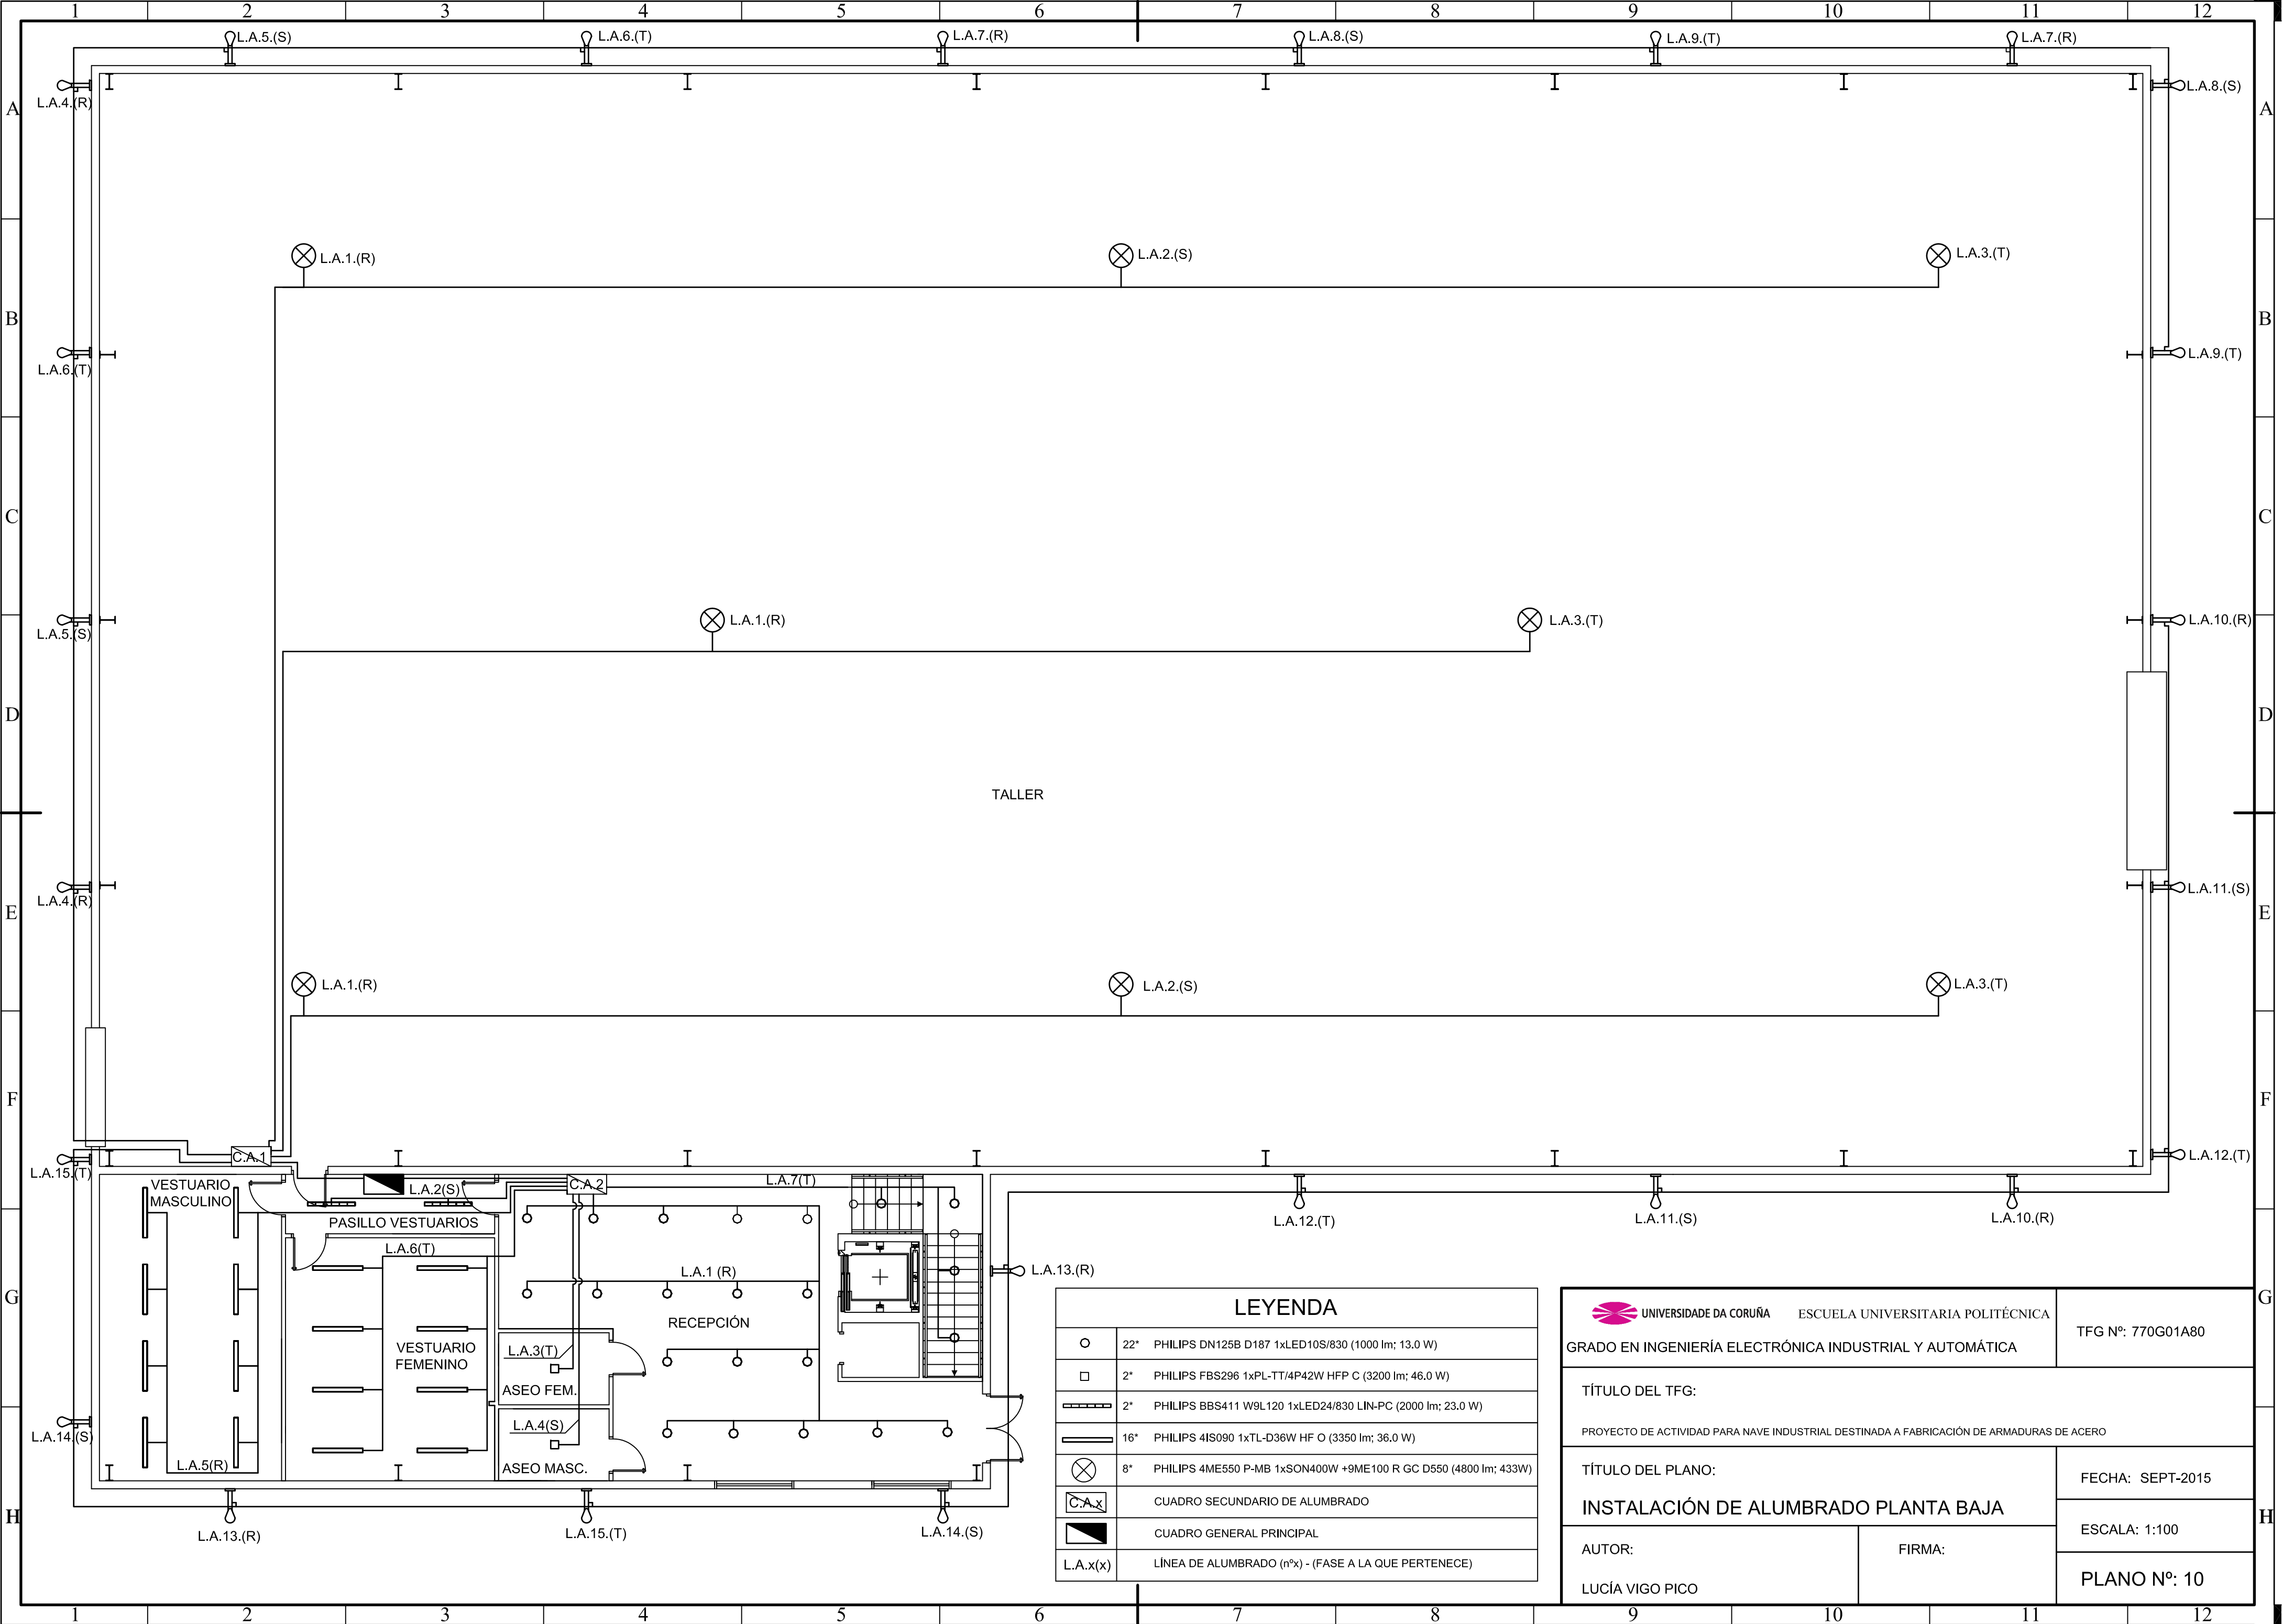 1 2 3 4 5 6 7 8 9 10 11 12
L.A.5.(S) L.A.6.(T) L.A.7.(R) L.A.8.(S) L.A.9.(T) L.A.7.(R)
A L.A.4.(R) L.A.8.(S) A
L.A.1.(R) L.A.2.(S) L.A.3.(T)
B B
L.A.6.(T) L.A.9.(T)
C C
L.A.5.(S) L.A.1.(R) L.A.3.(T) L.A.10.(R)
D D
TALLER
E L.A.4.(R) L.A.11.(S) E
L.A.1.(R) L.A.2.(S) L.A.3.(T)
F F
C.A.1
L.A.15.(T) L.A.12.(T)
VESTUARIO
MASCULINO
L.A.2(S)
C.A.2
L.A.7(T)
PASILLO VESTUARIOS
L.A.12.(T) L.A.11.(S) L.A.10.(R)
L.A.6(T)
L.A.1 (R)
L.A.13.(R)
G G
RECEPCIÓN
VESTUARIO
FEMENINO
L.A.3(T)
ASEO FEM.
L.A.4(S)
ASEO MASC.
L.A.14.(S)
L.A.5(R)
H H
L.A.13.(R) L.A.15.(T) L.A.14.(S)
LEYENDA
22* PHILIPS DN125B D187 1xLED10S/830 (1000 lm; 13.0 W)
2* PHILIPS FBS296 1xPL-TT/4P42W HFP C (3200 lm; 46.0 W)
2* PHILIPS BBS411 W9L120 1xLED24/830 LIN-PC (2000 lm; 23.0 W)
16* PHILIPS 4IS090 1xTL-D36W HF O (3350 lm; 36.0 W)
8* PHILIPS 4ME550 P-MB 1xSON400W +9ME100 R GC D550 (4800 lm; 433W)
C.A.x CUADRO SECUNDARIO DE ALUMBRADO
CUADRO GENERAL PRINCIPAL
L.A.x(x) LÍNEA DE ALUMBRADO (nºx) - (FASE A LA QUE PERTENECE)
UNIVERSIDADE DA CORUÑA ESCUELA UNIVERSITARIA POLITÉCNICA
GRADO EN INGENIERÍA ELECTRÓNICA INDUSTRIAL Y AUTOMÁTICA
TFG Nº: 770G01A80
TÍTULO DEL TFG:
PROYECTO DE ACTIVIDAD PARA NAVE INDUSTRIAL DESTINADA A FABRICACIÓN DE ARMADURAS DE ACERO
TÍTULO DEL PLANO:
INSTALACIÓN DE ALUMBRADO PLANTA BAJA
FECHA: SEPT-2015
ESCALA: 1:100
AUTOR:
LUCÍA VIGO PICO
FIRMA:
PLANO Nº: 10
1 2 3 4 5 6 7 8 9 10 11 12